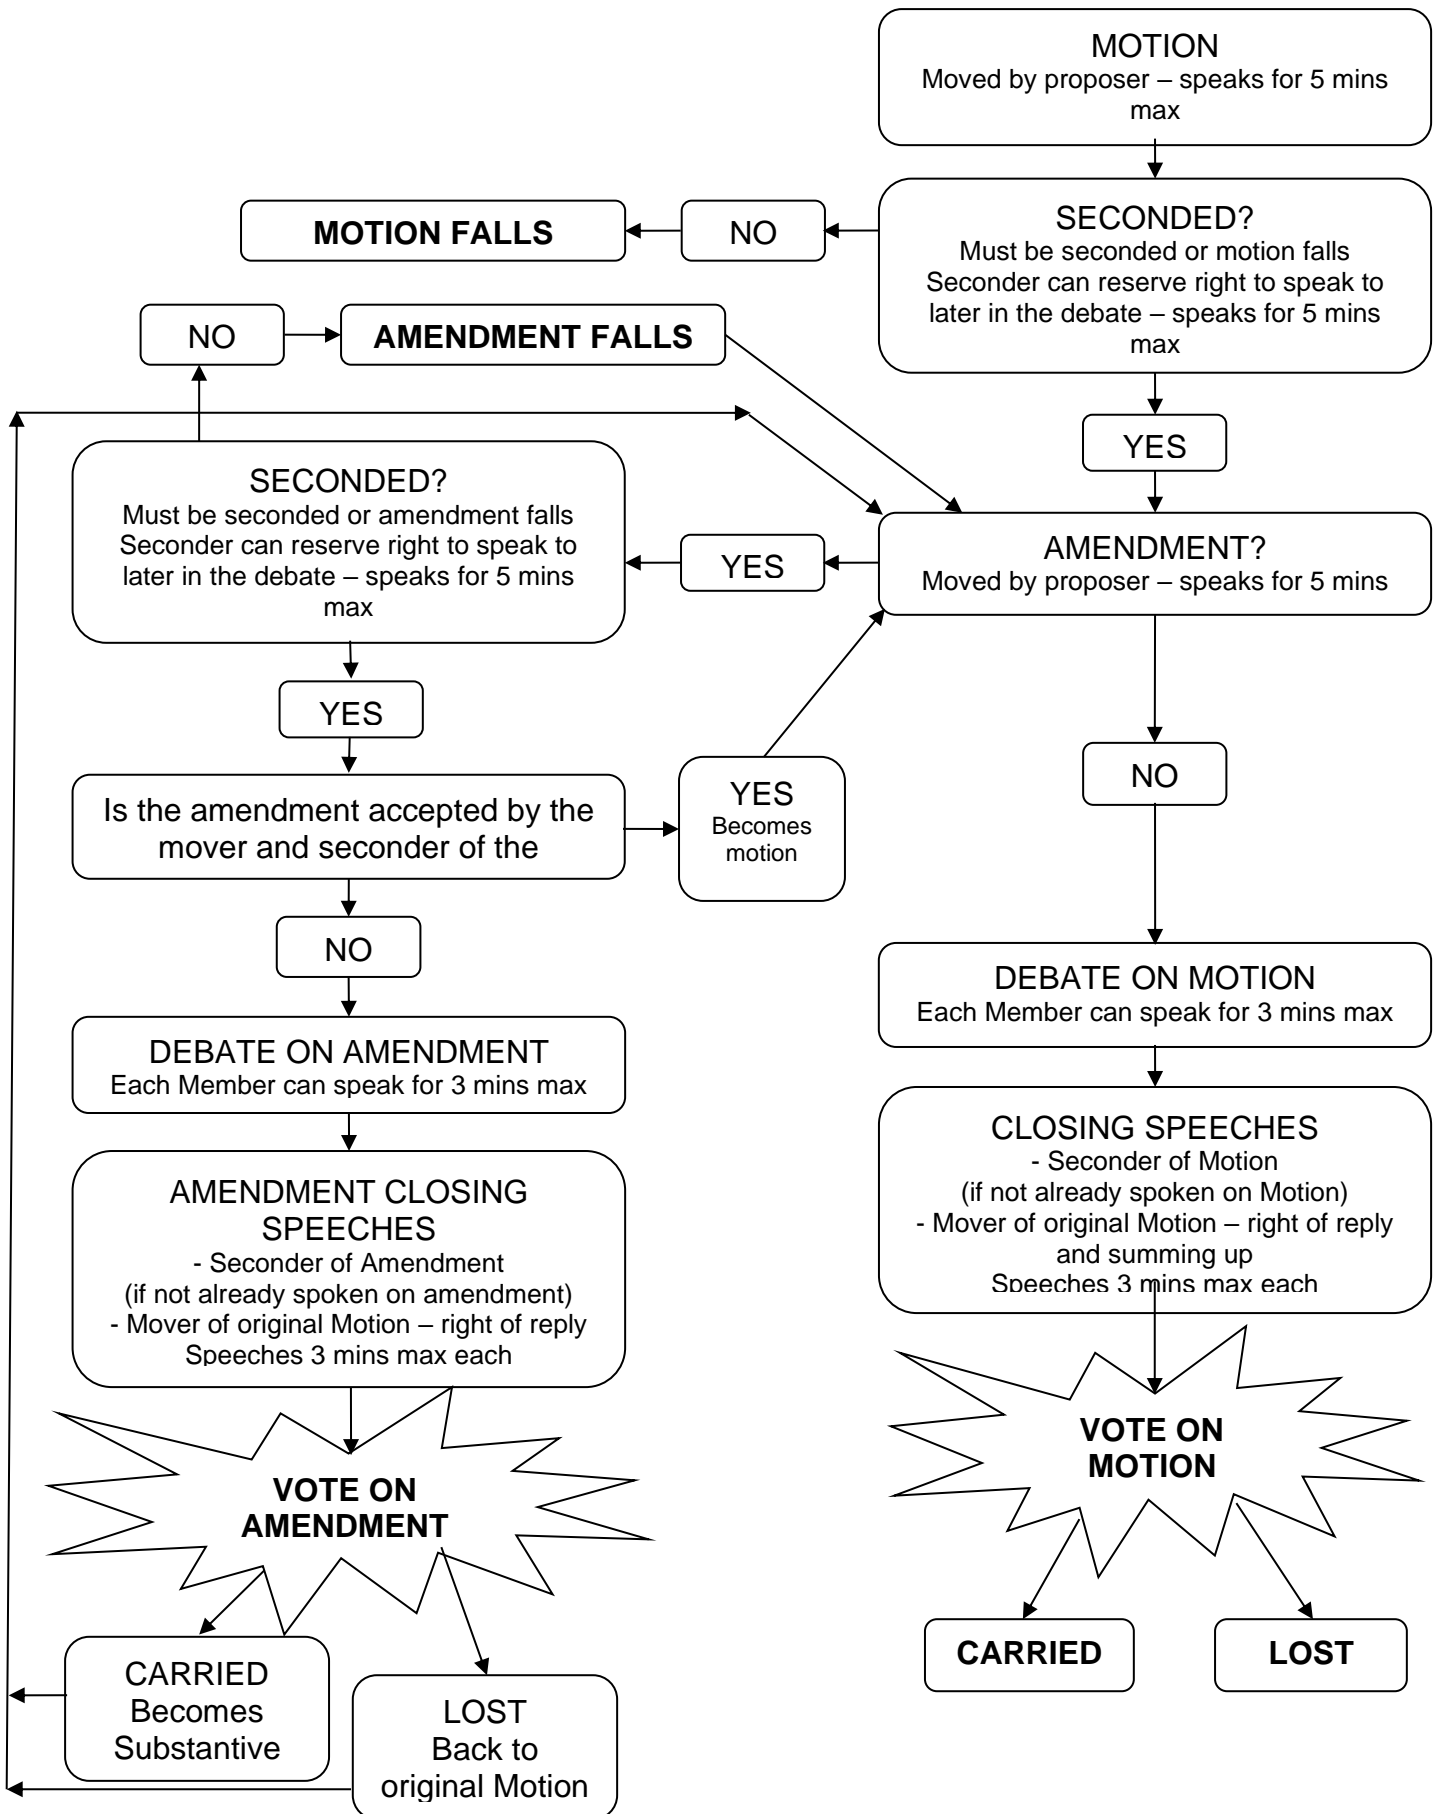 MOTION
Moved by proposer – speaks for 5 mins
max
SECONDED?
Must be seconded or motion falls
Seconder can reserve right to speak to
later in the debate – speaks for 5 mins
max
NO
MOTION FALLS
YES
AMENDMENT?
Moved by proposer – speaks for 5 mins
YES
SECONDED?
Must be seconded or amendment falls
Seconder can reserve right to speak to
later in the debate – speaks for 5 mins
max
NO
AMENDMENT FALLS
YES
Is the amendment accepted by the
mover and seconder of the
YES
Becomes
motion
NO
DEBATE ON AMENDMENT
Each Member can speak for 3 mins max
AMENDMENT CLOSING
SPEECHES
- Seconder of Amendment
(if not already spoken on amendment)
- Mover of original Motion – right of reply
Speeches 3 mins max each
VOTE ON
AMENDMENT
CARRIED
Becomes
Substantive
LOST
Back to
original Motion
NO
DEBATE ON MOTION
Each Member can speak for 3 mins max
CLOSING SPEECHES
- Seconder of Motion
(if not already spoken on Motion)
- Mover of original Motion – right of reply
and summing up
Speeches 3 mins max each
VOTE ON
MOTION
CARRIED
LOST